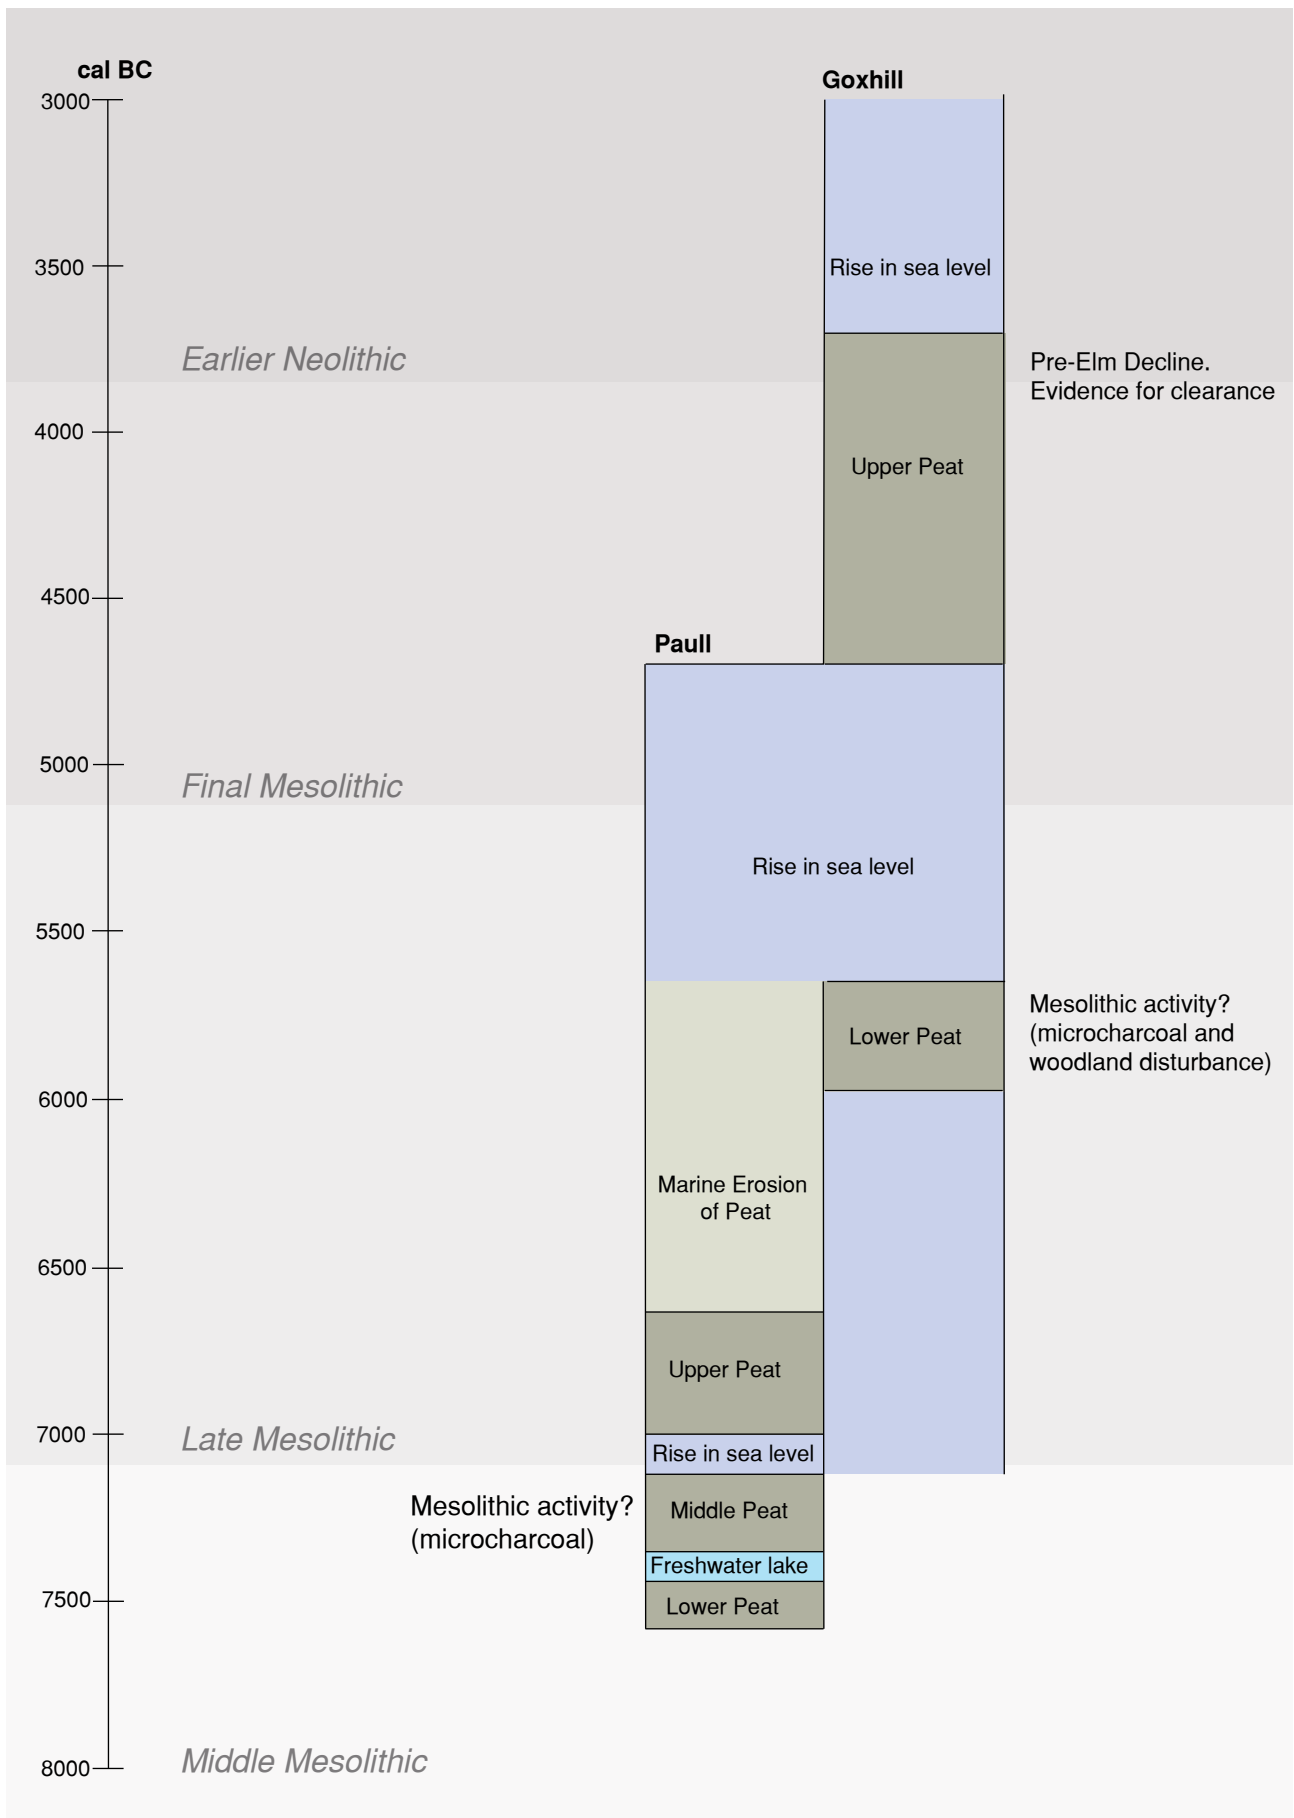 cal BC
Goxhill
3000
Rise in sea level
3500
Earlier Neolithic
Pre-Elm Decline.
Evidence for clearance
4000
Upper Peat
4500
Paull
5000
Final Mesolithic
Rise in sea level
5500
Mesolithic activity?
(microcharcoal and
woodland disturbance)
Lower Peat
6000
Marine Erosion
of Peat
6500
Upper Peat
7000
Late Mesolithic
Rise in sea level
Mesolithic activity?
(microcharcoal)
Middle Peat
Freshwater lake
7500
Lower Peat
8000
Middle Mesolithic